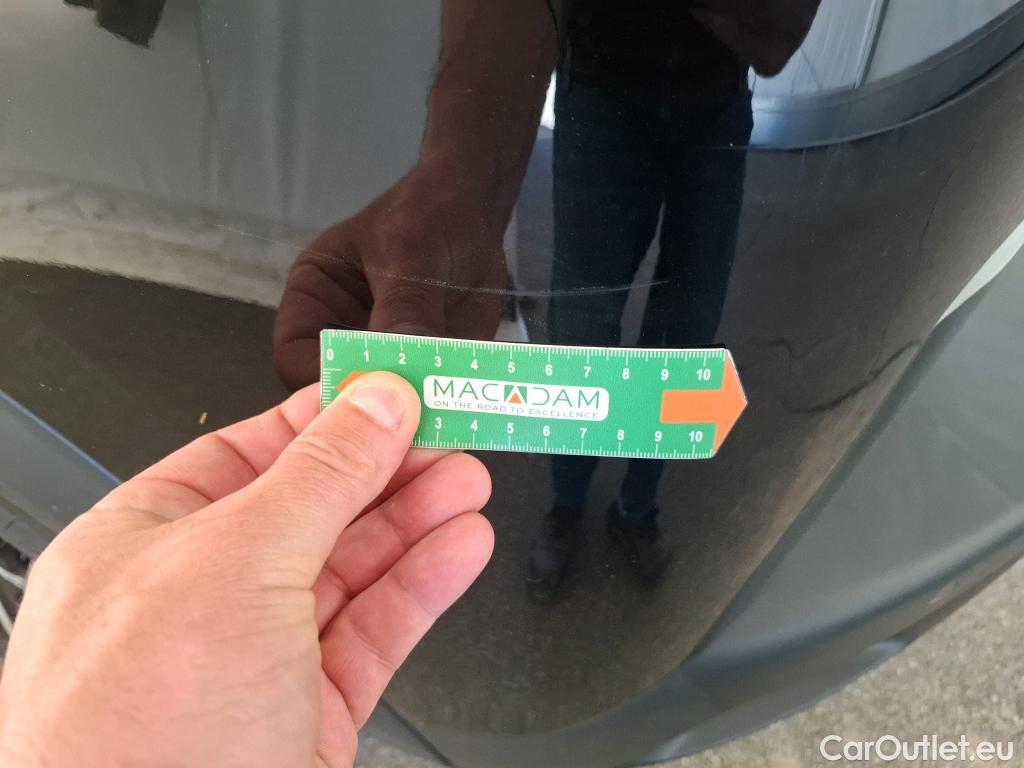 0 1 2 3 4 5 6 7 8 9 10
MACADAM
ON THE ROAD TO EXCELLENCE
3 4 5 6 7 8 9 10
CarOutlet.eu